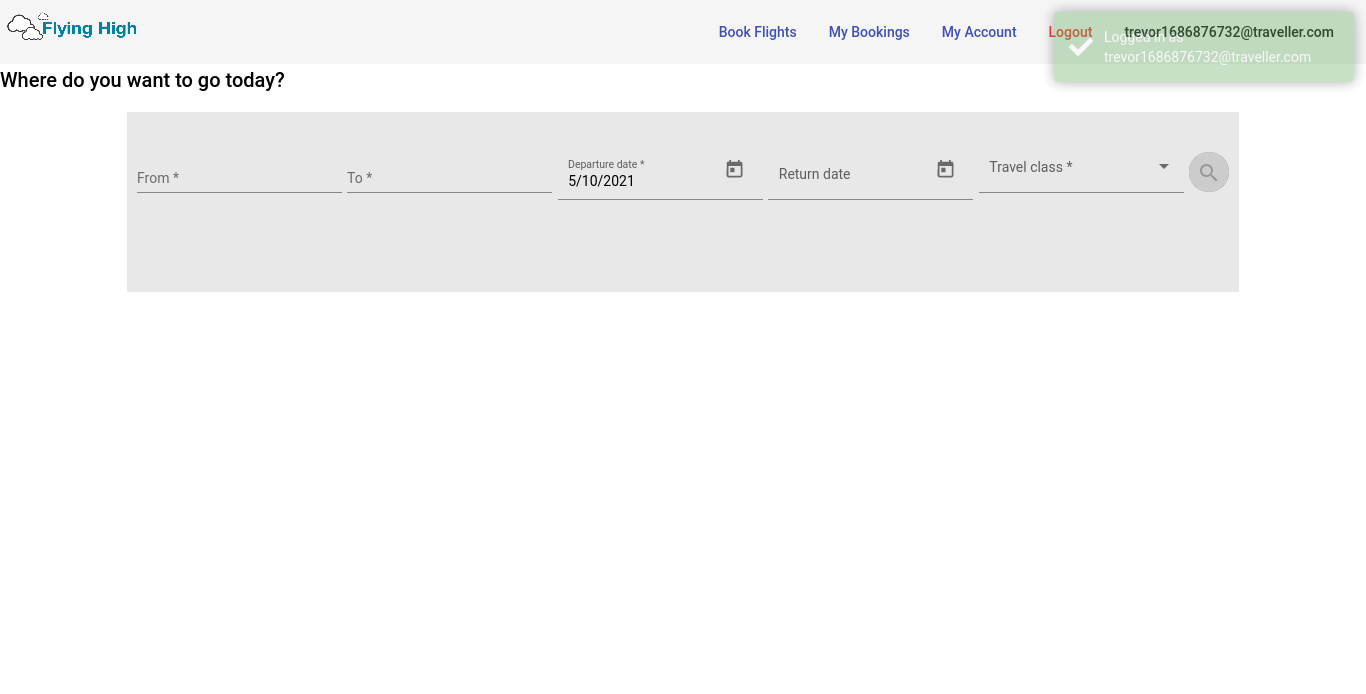 Flying High
Book Flights
My Bookings
My Account
Logout
trevor1686876732@traveller.com
Logged in as
trevor1686876732@traveller.com
Where do you want to go today?
From *
To *
Departure date *
5/10/2021
Return date
Travel class *